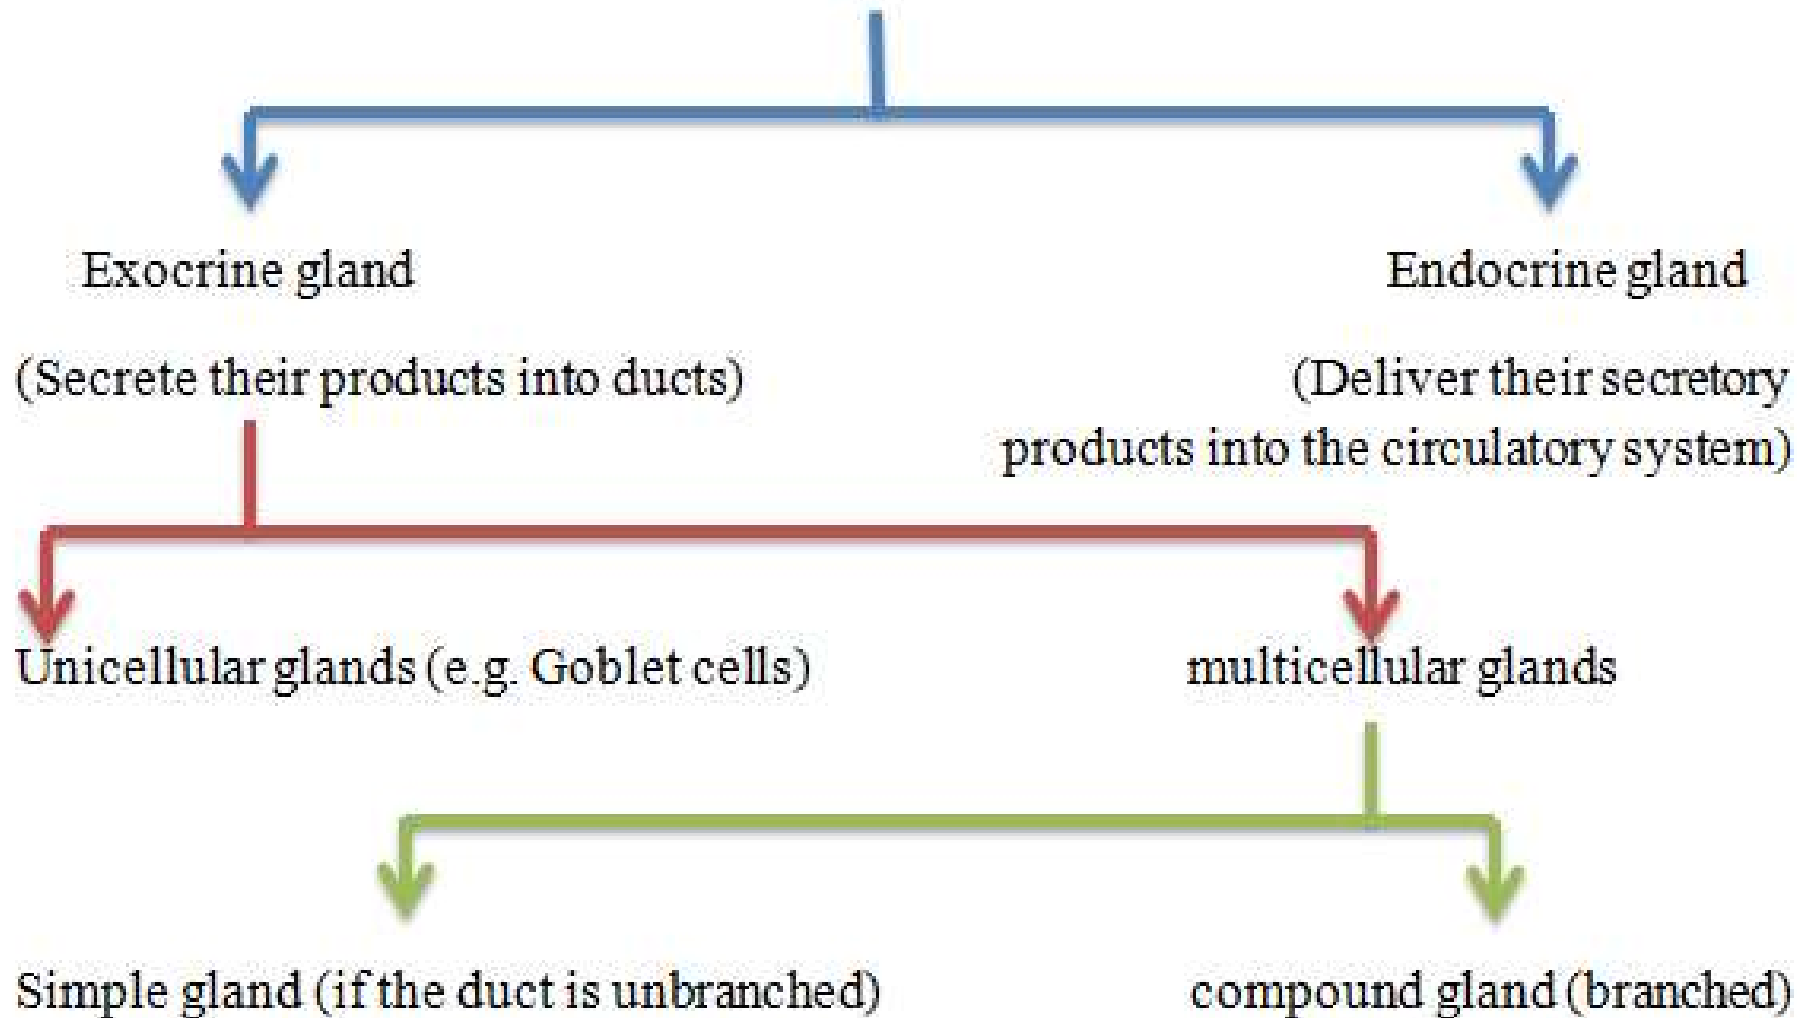 Exocrine gland
Endocrine gland
(Secrete their products into ducts)
(Deliver their secretory
products into the circulatory system)
Unicellular glands (e.g. Goblet cells)
multicellular glands
Simple gland (if the duct is unbranched)
compound gland (branched)